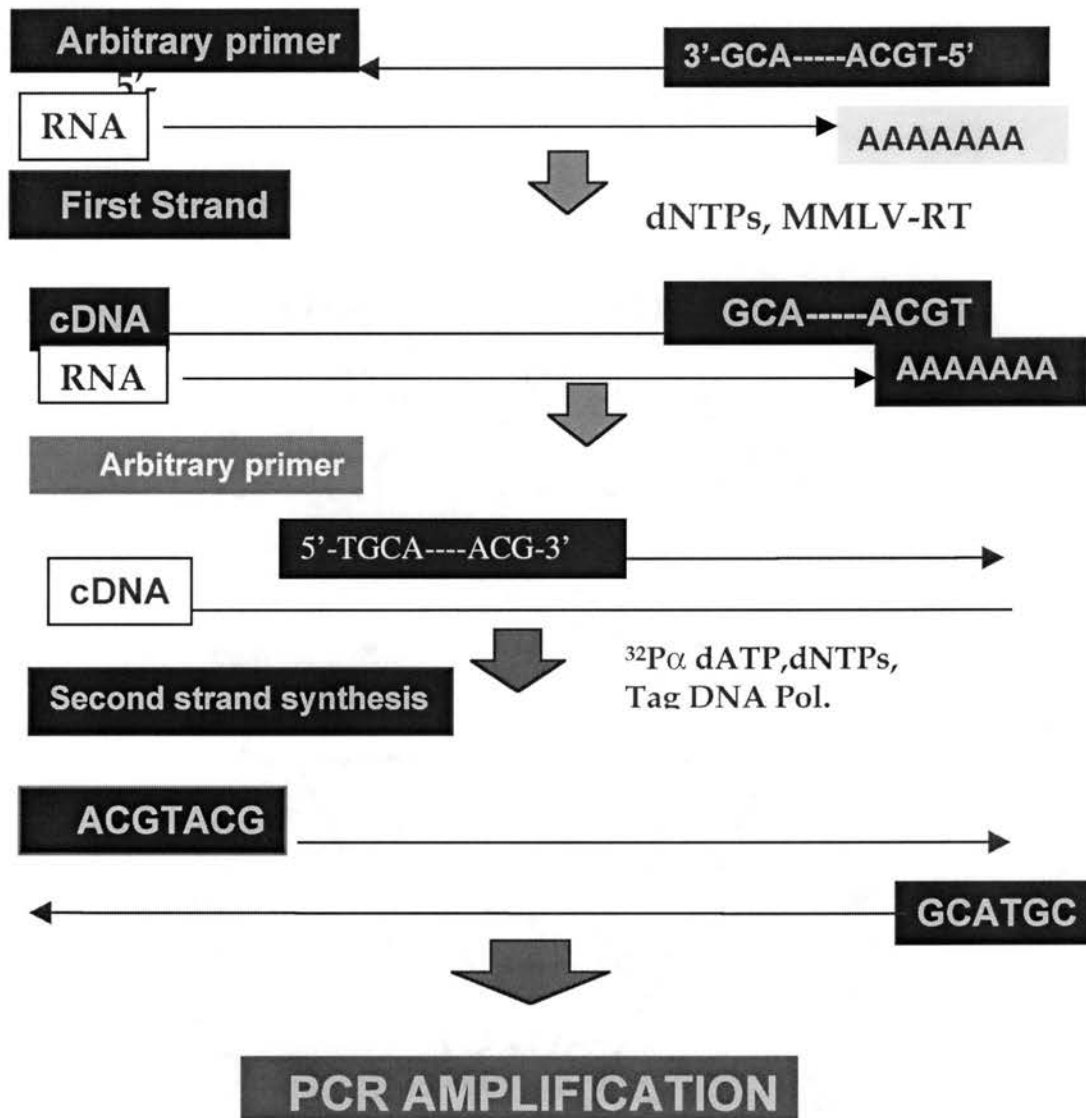 Arbitrary primer
3'-GCA-----ACGT-5'
5'
RNA
AAAAAAA
First Strand
dNTPs, MMLV-RT
cDNA
GCA-----ACGT
RNA
AAAAAAA
Arbitrary primer
5'-TGCA----ACG-3'
cDNA
³²Pα dATP,dNTPs,
Tag DNA Pol.
Second strand synthesis
ACGTACG
GCATGC
PCR AMPLIFICATION